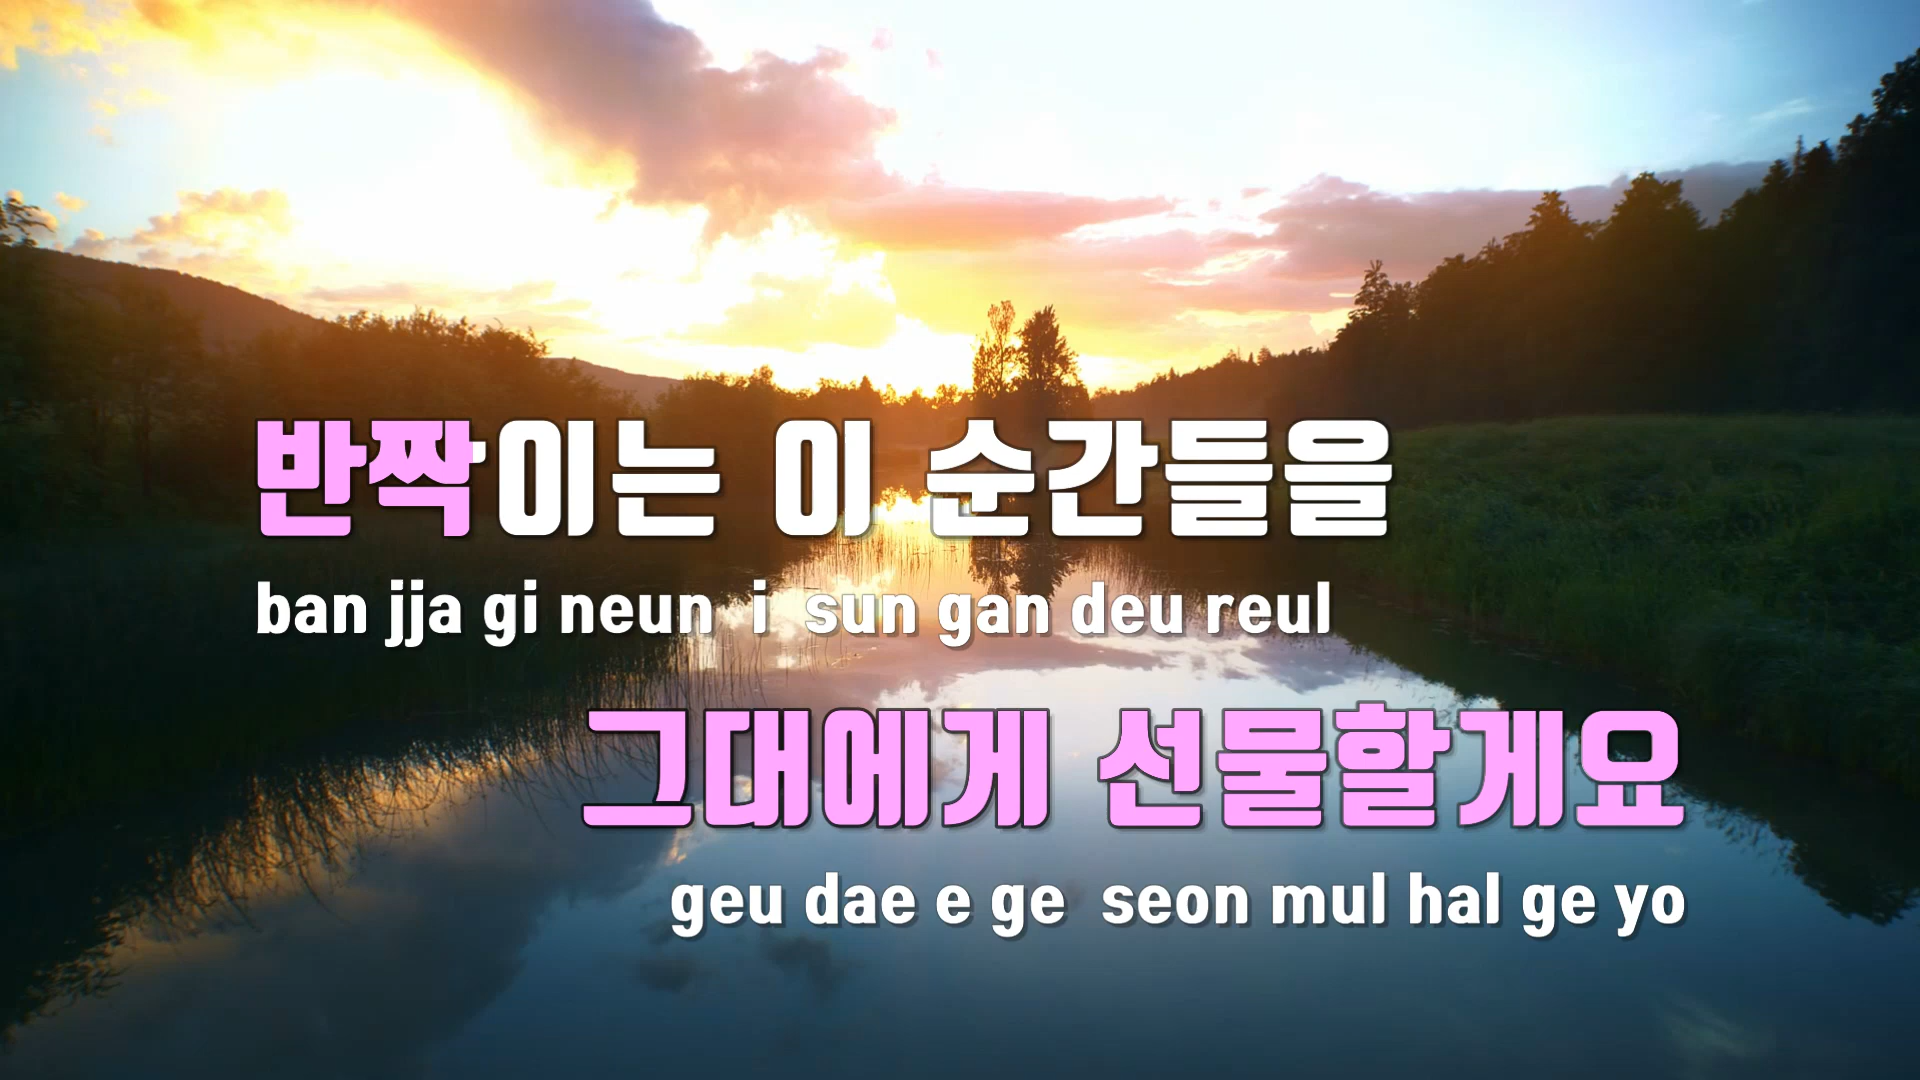 반짝이는 이 순간들을
ban jja gi neun i sun gan deu reul
그대에게 선물할게요
geu dae e ge seon mul hal ge yo